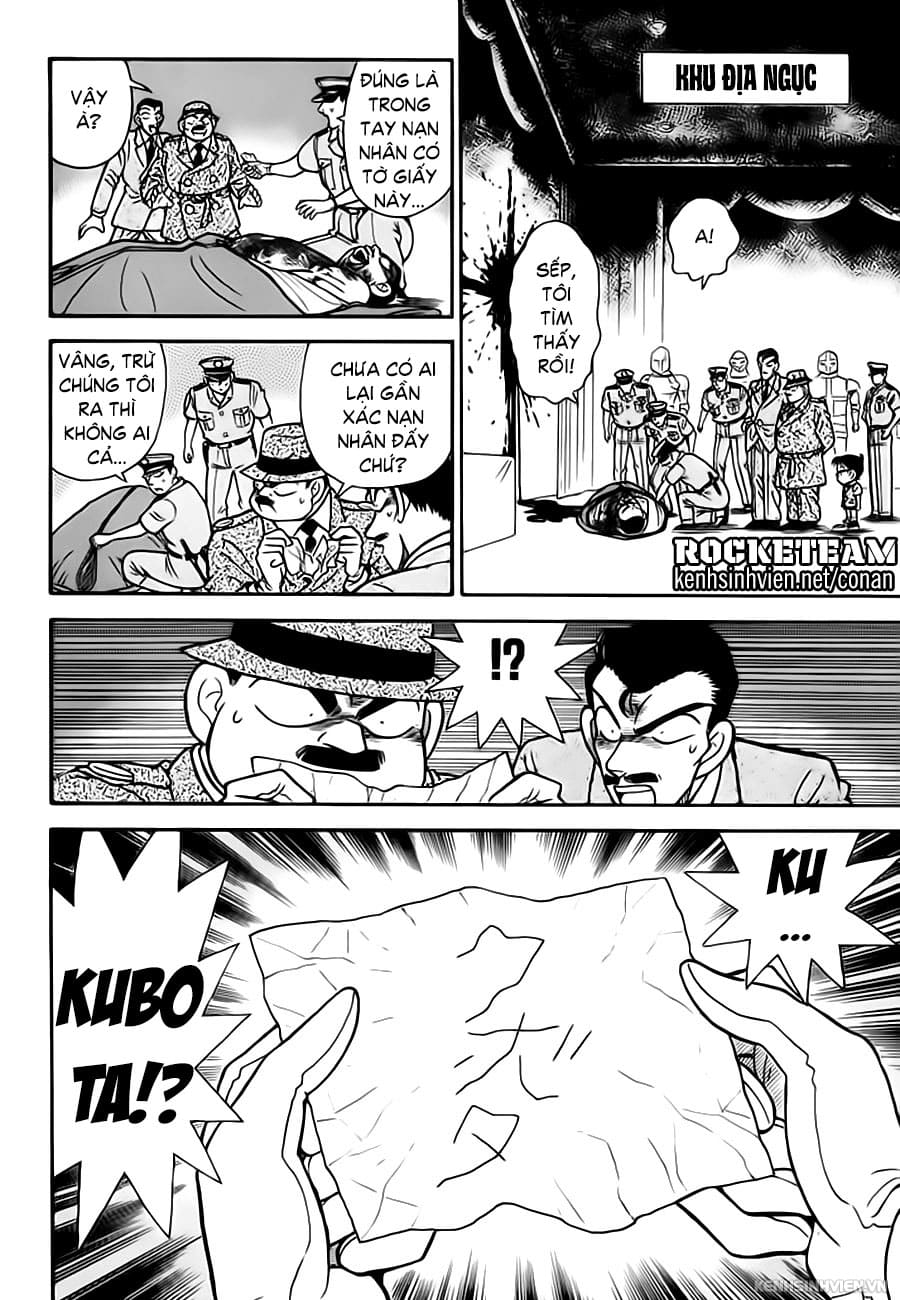 KHU ĐỊA NGỤC
A!
SẾP,
TÔI
TÌM
THẤY
RỒI!
ROCKETEAM
kenhsinhvien.net/conan
ĐÚNG LÀ
TRONG
TAY NẠN
NHÂN CÓ
TỜ GIẤY
NÀY...
VẬY
À?
CHƯA CÓ AI
LẠI GẦN
XÁC NẠN
NHÂN ĐẤY
CHỨ?
VÂNG, TRỪ
CHÚNG TÔI
RA THÌ
KHÔNG AI
CẢ...
!?
KU
...
KUBO
TA!?
KENHSINHVIEN.VN